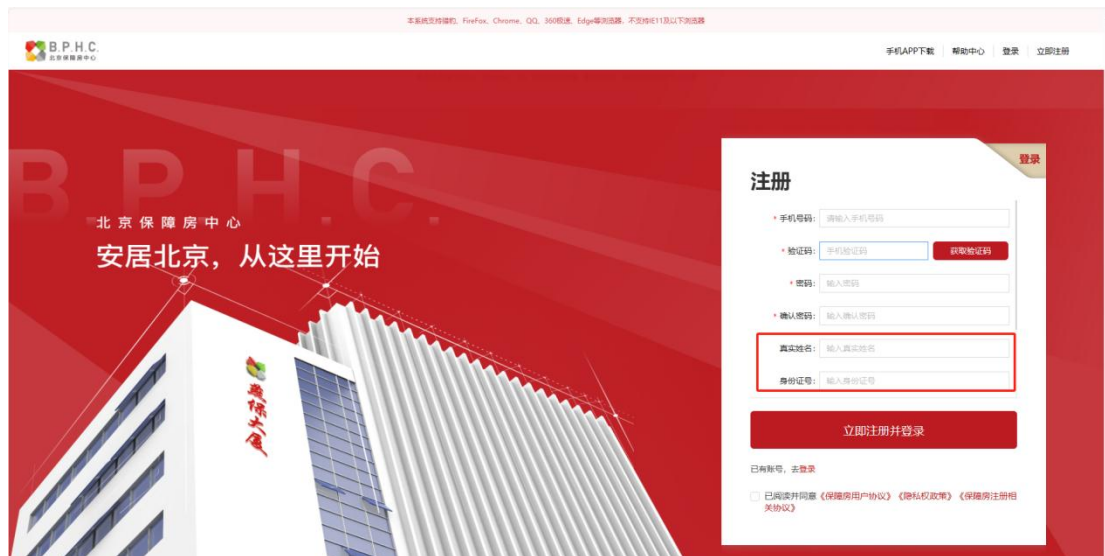 本系统支持猎豹、FireFox、Chrome、QQ、360极速、Edge等浏览器，不支持IE11及以下浏览器
B.P.H.C.
北京保障房中心
手机APP下载 帮助中心 登录 立即注册
B.P.H.C.
北京保障房中心
安居北京，从这里开始
燕保大厦
登录
注册
* 手机号码: 请输入手机号码
* 验证码: 手机验证码 获取验证码
* 密码: 输入密码
* 确认密码: 输入确认密码
真实姓名: 输入真实姓名
身份证号: 输入身份证号
立即注册并登录
已有账号，去登录
已阅读并同意《保障房用户协议》《隐私权政策》《保障房注册相
关协议》